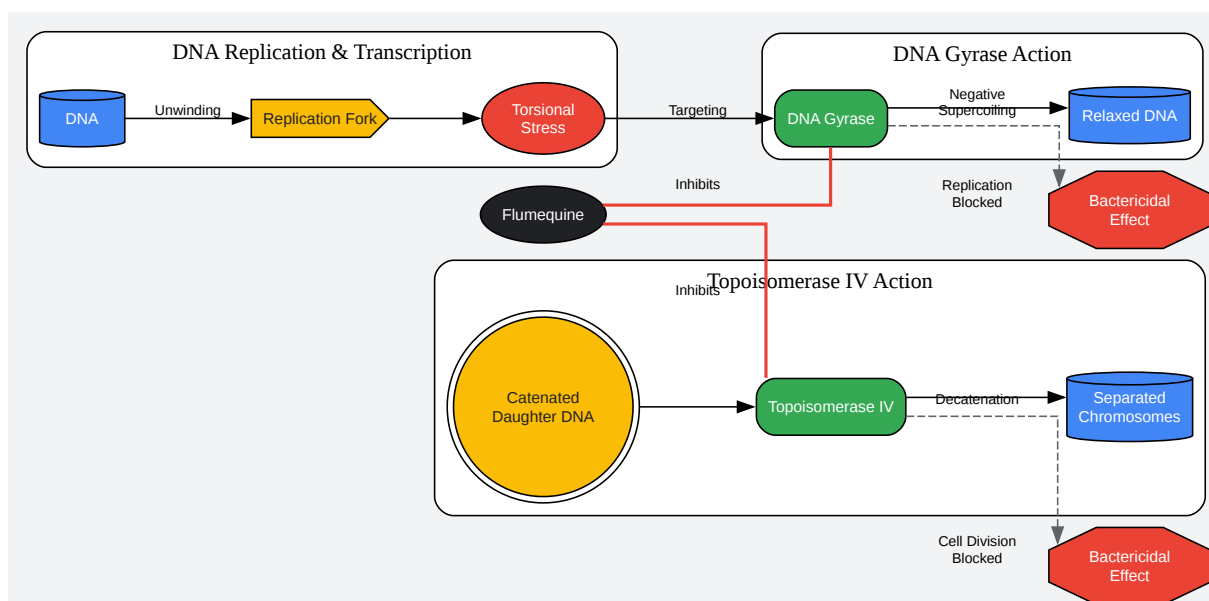 DNA Replication & Transcription
DNA
Unwinding
Replication Fork
Torsional
Stress
Targeting
DNA Gyrase Action
DNA Gyrase
Negative
Supercoiling
Relaxed DNA
Replication
Blocked
Bactericidal
Effect
Inhibits
Flumequine
Inhibits
Topoisomerase IV Action
Catenated
Daughter DNA
Topoisomerase IV
Decatenation
Separated
Chromosomes
Cell Division
Blocked
Bactericidal
Effect